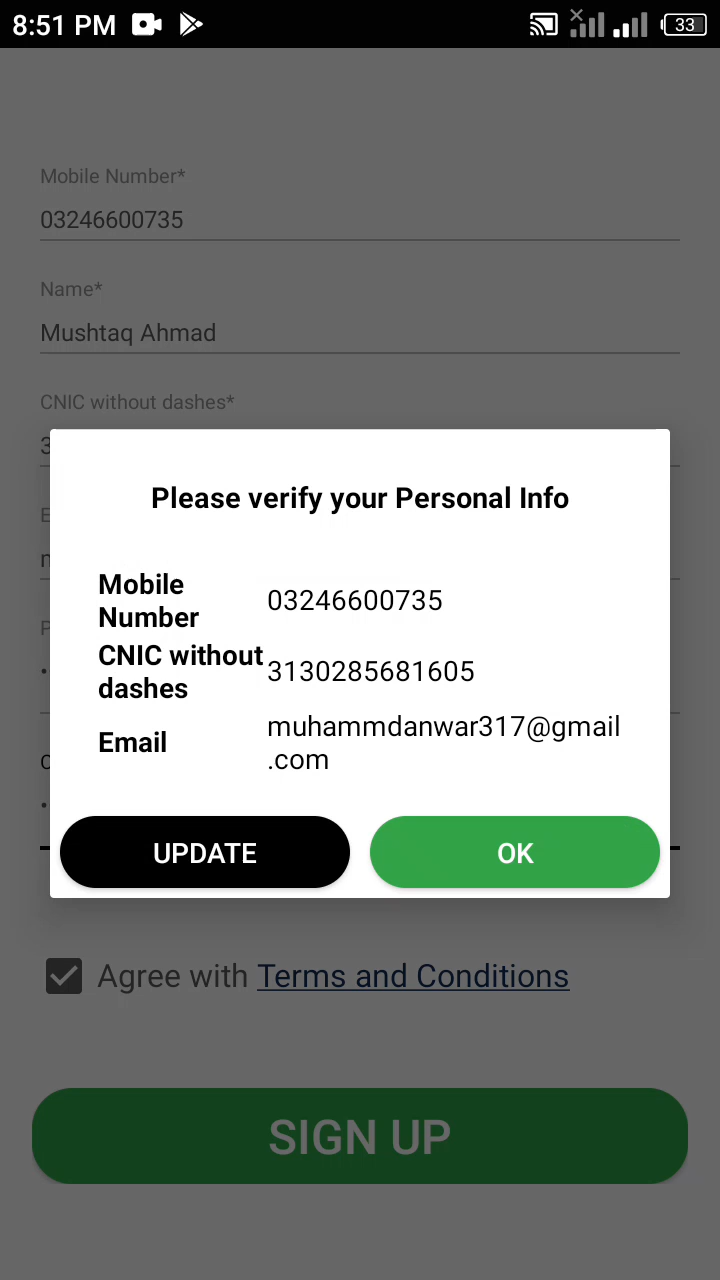 8:51 PM
33
Mobile Number*
03246600735
Name*
Mushtaq Ahmad
CNIC without dashes*
3
Please verify your Personal Info
Mobile
Number
03246600735
CNIC without
dashes
3130285681605
Email
muhammdanwar317@gmail
.com
UPDATE
OK
Agree with Terms and Conditions
SIGN UP